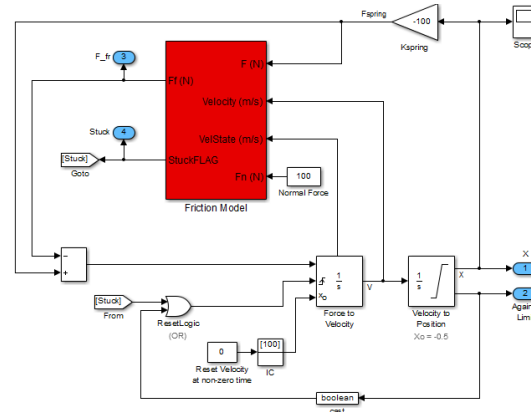 Fspring
-100
Kspring
Scop
F_fr
3
F (N)
Ff (N)
Velocity (m/s)
Stuck
4
VelState (m/s)
[Stuck]
StuckFLAG
Goto
Fn (N)
100
Normal Force
Friction Model
X
1
1
s
xo
V
1
s
X
2
Force to
Velocity
Velocity to
Position
Again
Lim
Xo = -0.5
[Stuck]
From
ResetLogic
(OR)
0
[100]
IC
Reset Velocity
at non-zero time
boolean
cast